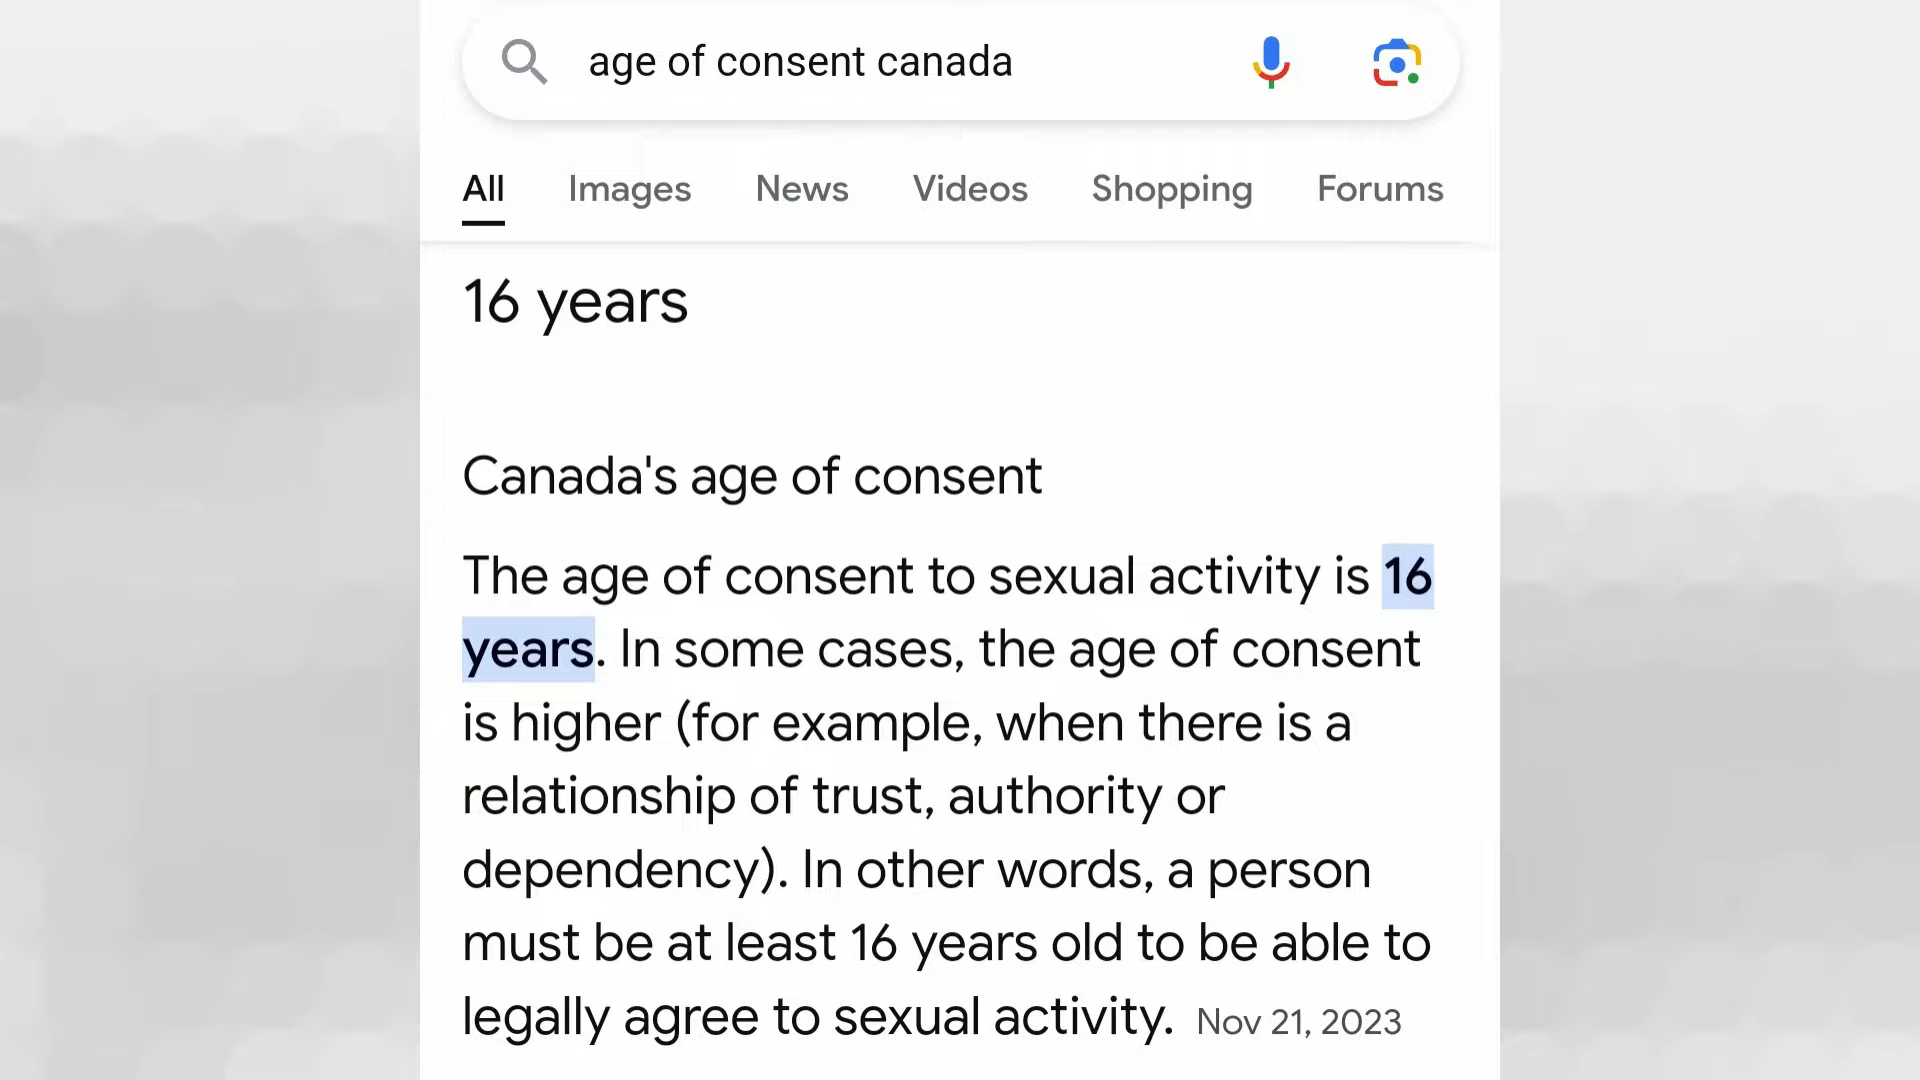 age of consent canada
All Images News Videos Shopping Forums
16 years
Canada's age of consent
The age of consent to sexual activity is 16
years. In some cases, the age of consent
is higher (for example, when there is a
relationship of trust, authority or
dependency). In other words, a person
must be at least 16 years old to be able to
legally agree to sexual activity. Nov 21, 2023